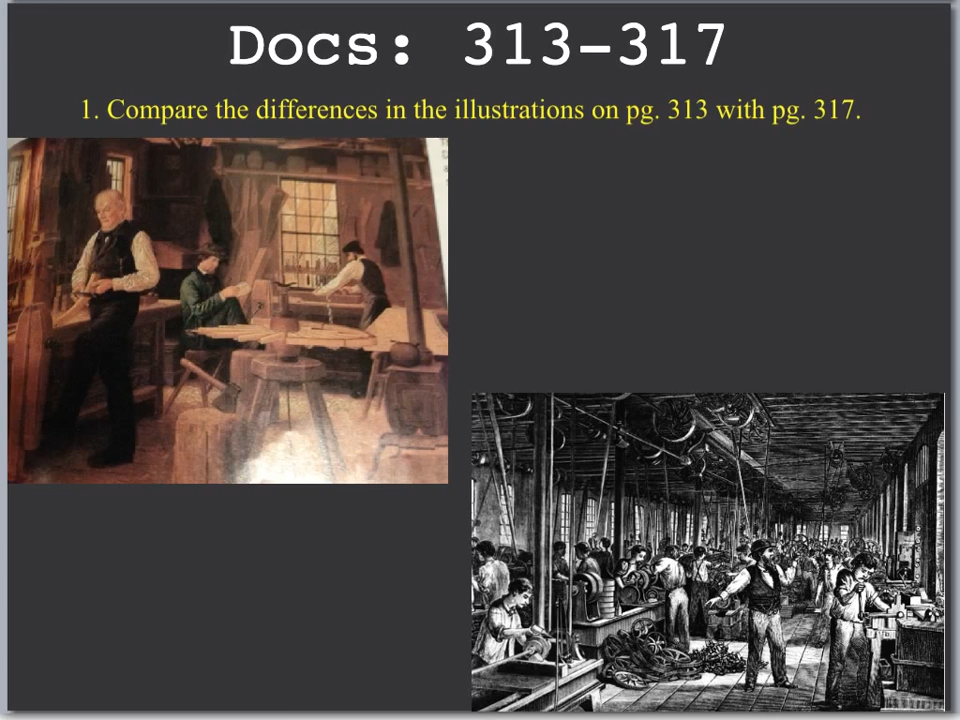 Docs: 313-317
1. Compare the differences in the illustrations on pg. 313 with pg. 317.